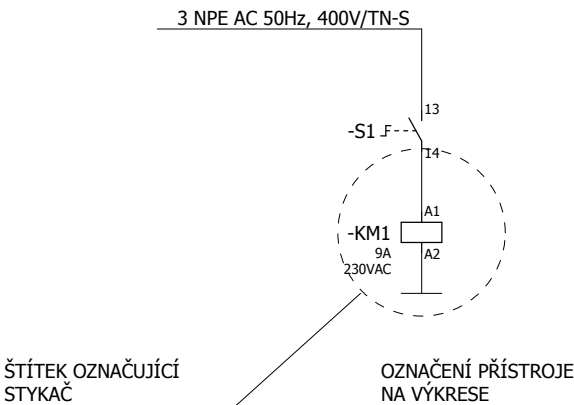 3 NPE AC 50Hz, 400V/TN-S
13
-S1
14
A1
-KM1
9A
A2
230VAC
ŠTÍTEK OZNAČUJÍCÍ
STYKAČ
OZNAČENÍ PŘÍSTROJE
NA VÝKRESE